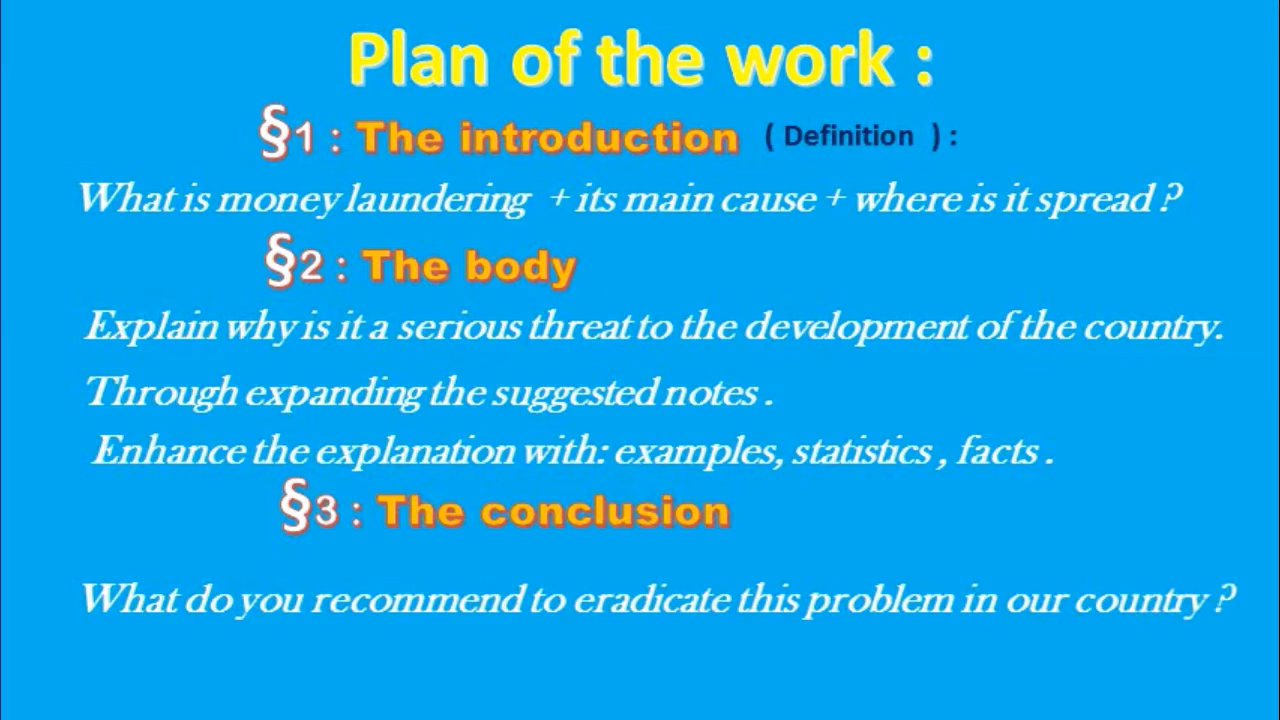 Plan of the work :
§1 : The introduction ( Definition ) :
What is money laundering + its main cause + where is it spread ?
§2 : The body
Explain why is it a serious threat to the development of the country.
Through expanding the suggested notes .
Enhance the explanation with: examples, statistics , facts .
§3 : The conclusion
What do you recommend to eradicate this problem in our country ?